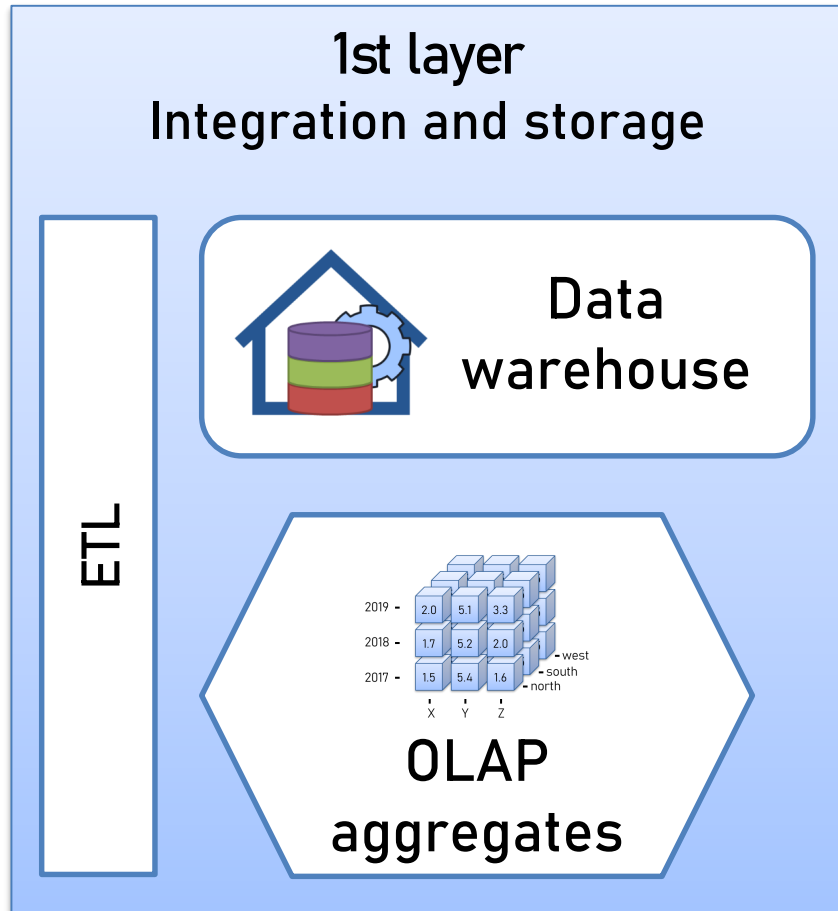 1st layer
Integration and storage
ETL
Data
warehouse
2019 - 2.0 5.1 3.3
2018 - 1.7 5.2 2.0
2017 - 1.5 5.4 1.6
- west
- south
- north
X Y Z
OLAP
aggregates